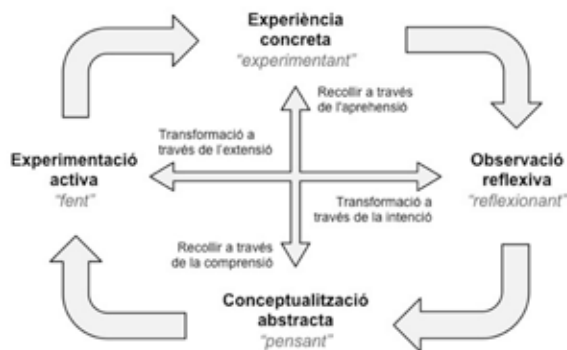 Experiència
concreta
"experimentant"
Recollir a través
de l'aprehensió
Transformació a
través de l'extensió
Experimentació
activa
"fent"
Observació
reflexiva
"reflexionant"
Transformació a
través de la intenció
Recollir a través
de la comprensió
Conceptualització
abstracta
"pensant"